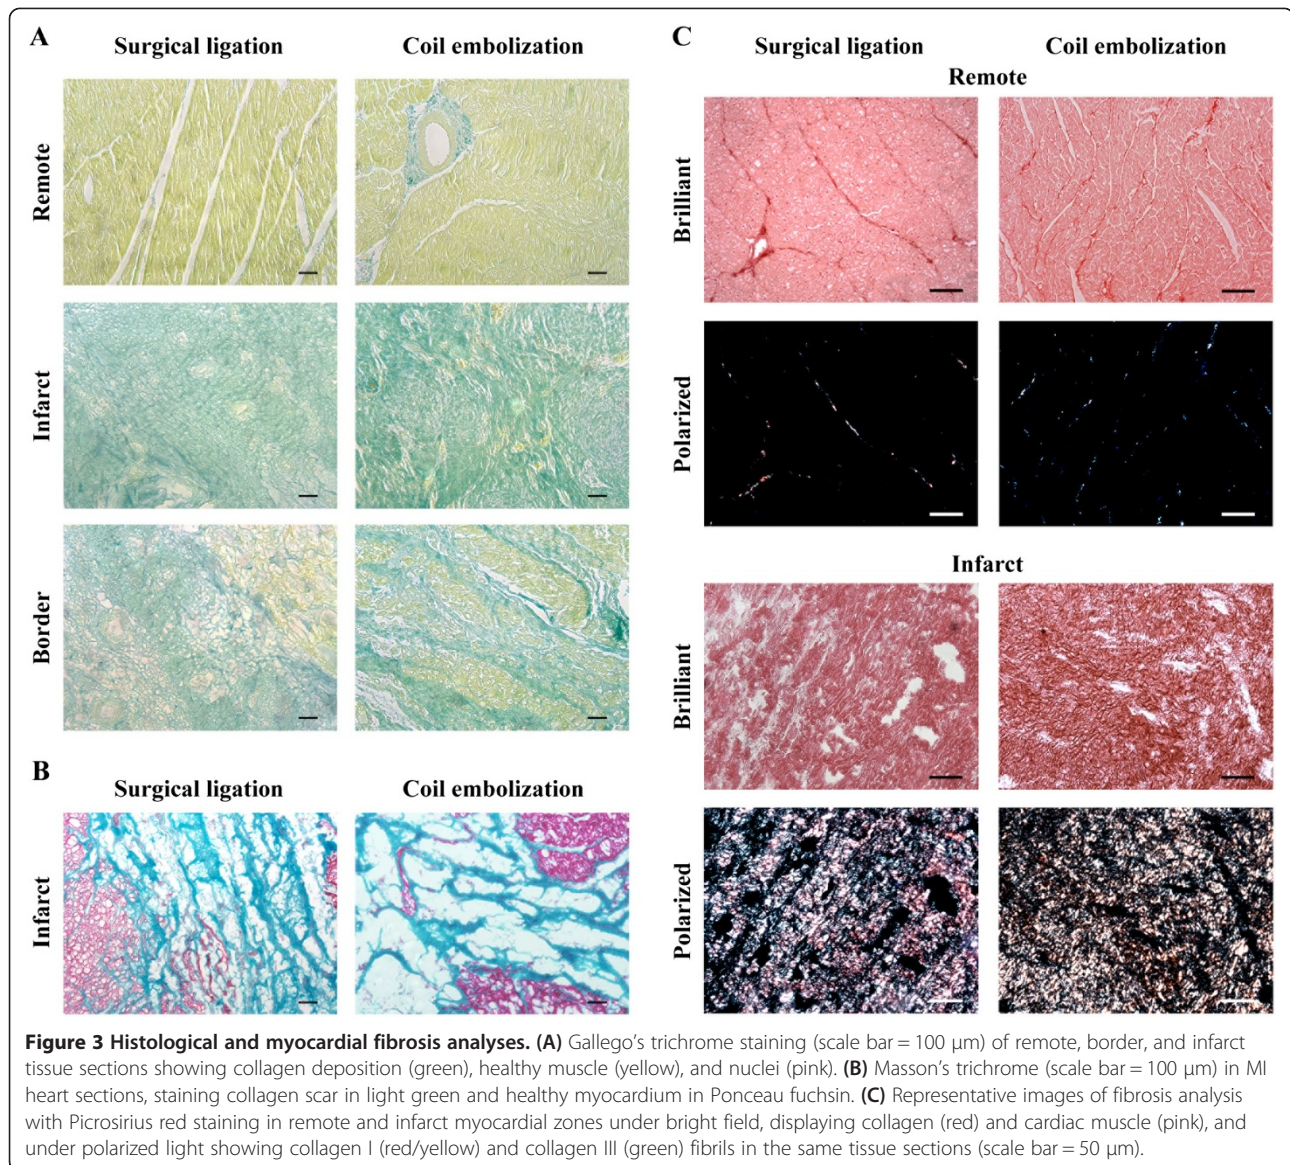 A
Surgical ligation
Coil embolization
Remote
Infarct
Border
B
Surgical ligation
Coil embolization
Infarct
C
Surgical ligation
Coil embolization
Remote
Brilliant
Polarized
Infarct
Brilliant
Polarized
Figure 3 Histological and myocardial fibrosis analyses. (A) Gallego's trichrome staining (scale bar = 100 μm) of remote, border, and infarct
tissue sections showing collagen deposition (green), healthy muscle (yellow), and nuclei (pink). (B) Masson's trichrome (scale bar = 100 μm) in MI
heart sections, staining collagen scar in light green and healthy myocardium in Ponceau fuchsin. (C) Representative images of fibrosis analysis
with Picrosirius red staining in remote and infarct myocardial zones under bright field, displaying collagen (red) and cardiac muscle (pink), and
under polarized light showing collagen I (red/yellow) and collagen III (green) fibrils in the same tissue sections (scale bar = 50 μm).